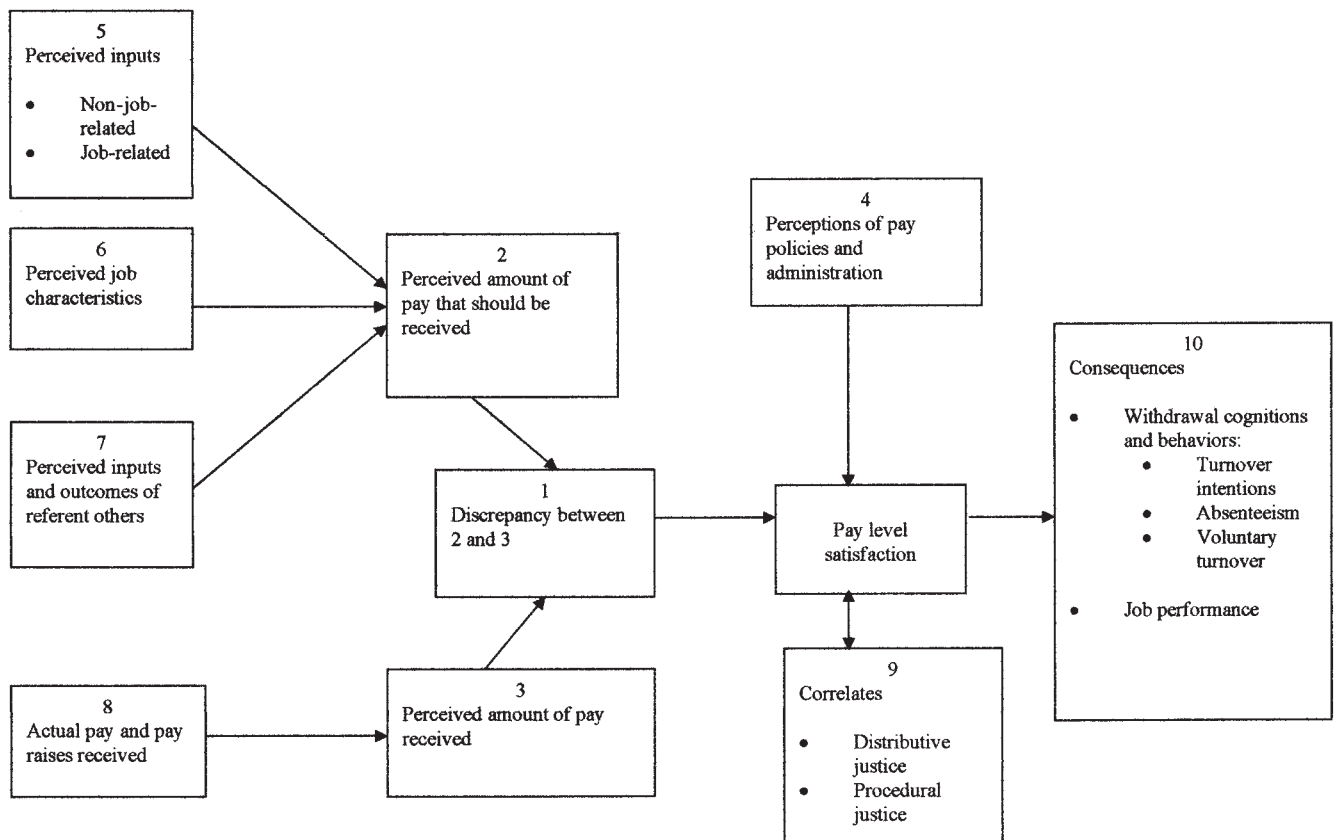 5
Perceived inputs
• Non-job-
related
• Job-related
6
Perceived job
characteristics
7
Perceived inputs
and outcomes of
referent others
8
Actual pay and pay
raises received
2
Perceived amount of
pay that should be
received
1
Discrepancy between
2 and 3
3
Perceived amount of pay
received
4
Perceptions of pay
policies and
administration
Pay level
satisfaction
9
Correlates
• Distributive
justice
• Procedural
justice
10
Consequences
• Withdrawal cognitions
and behaviors:
• Turnover
intentions
• Absenteeism
• Voluntary
turnover
• Job performance